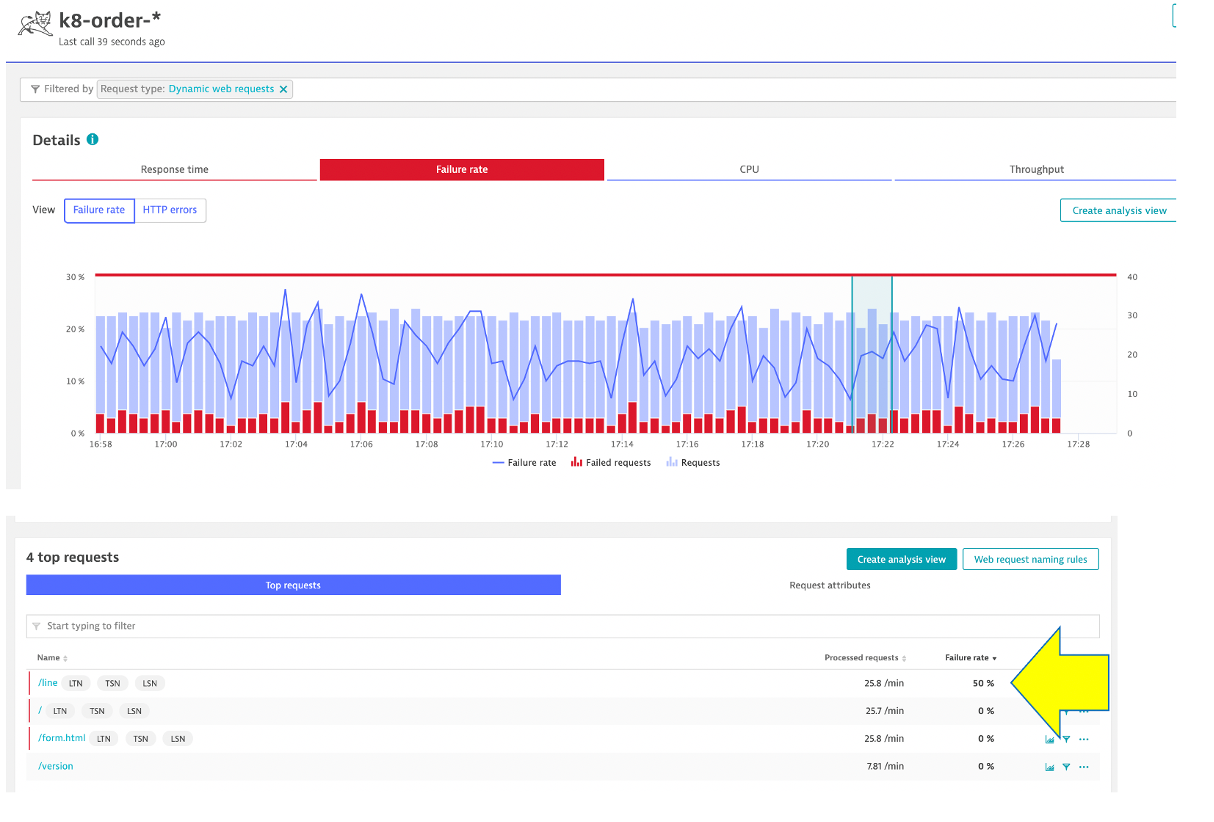 k8-order-*
Last call 39 seconds ago
Filtered by Request type: Dynamic web requests ✕
Details i
Response time Failure rate CPU Throughput
View Failure rate HTTP errors Create analysis view
30 % 40
30
20 %
20
10 %
10
0 % 0
16:58 17:00 17:02 17:04 17:06 17:08 17:10 17:12 17:14 17:16 17:18 17:20 17:22 17:24 17:26 17:28
Failure rate Failed requests Requests
4 top requests Create analysis view Web request naming rules
Top requests Request attributes
Start typing to filter
Name Processed requests Failure rate
/line LTN TSN LSN 25.8 /min 50 %
/ LTN TSN LSN 25.7 /min 0 %
/form.html LTN TSN LSN 25.8 /min 0 % ...
/version 7.81 /min 0 % ...